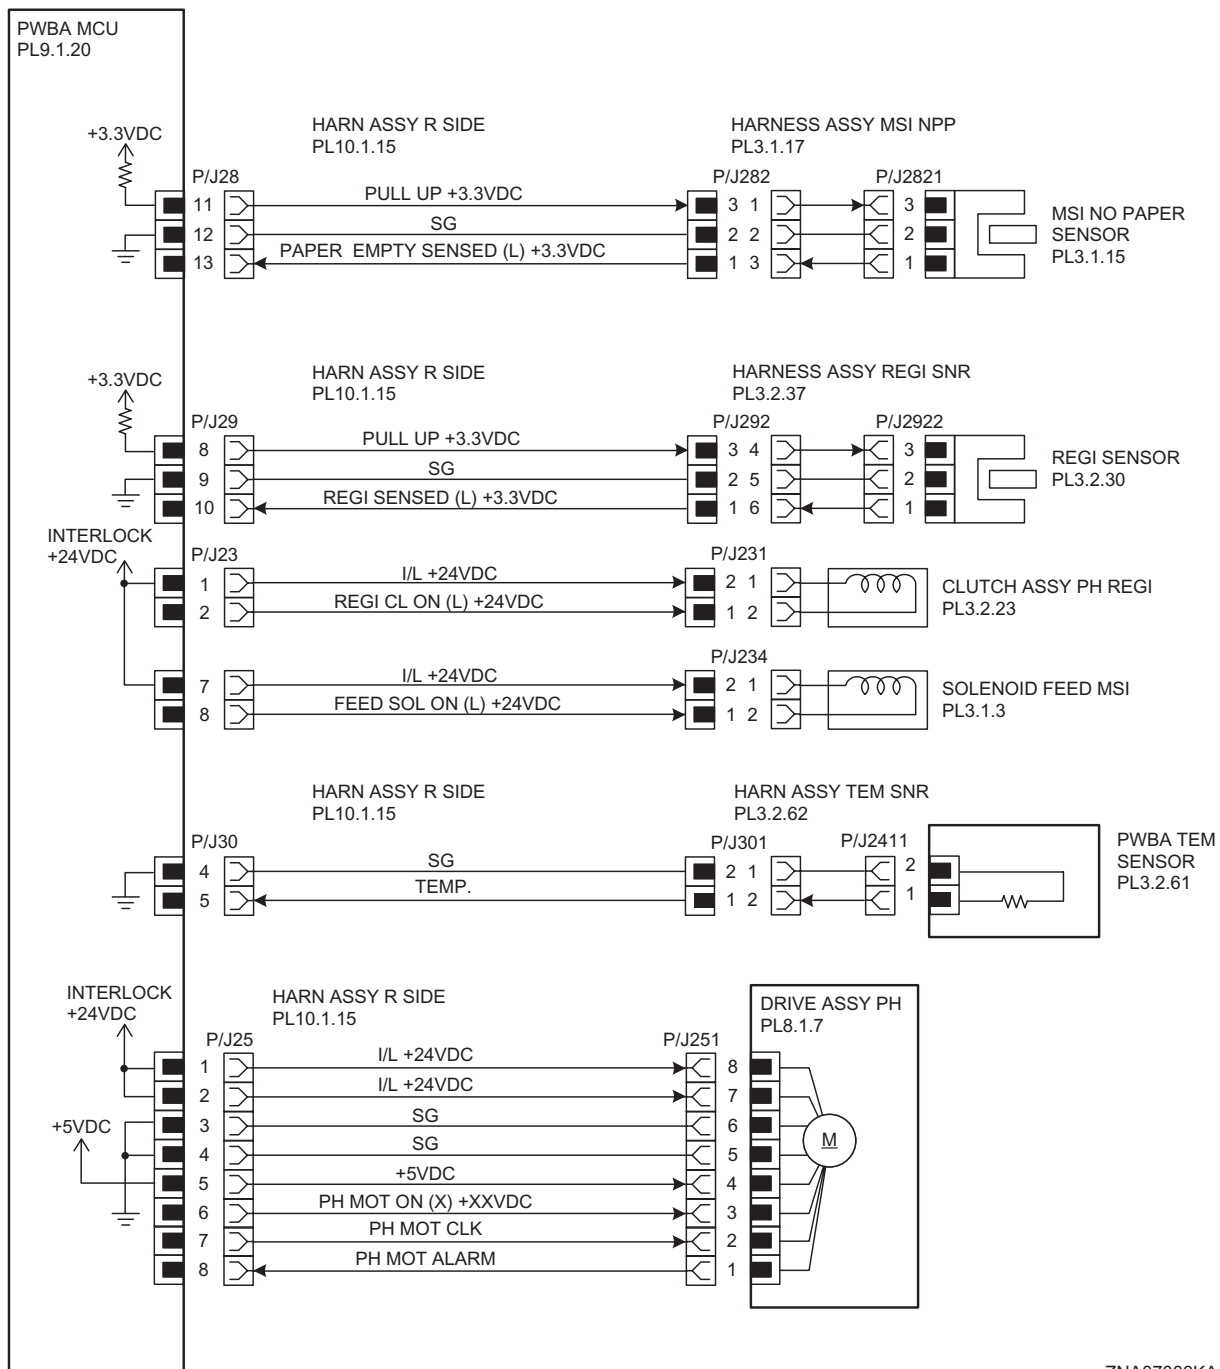 PWBA MCU
PL9.1.20
+3.3VDC
HARN ASSY R SIDE
PL10.1.15
HARNESS ASSY MSI NPP
PL3.1.17
P/J28
P/J282
P/J2821
11
PULL UP +3.3VDC
3 1
3
12
SG
2 2
2
13
PAPER EMPTY SENSED (L) +3.3VDC
1 3
1
MSI NO PAPER
SENSOR
PL3.1.15
+3.3VDC
HARN ASSY R SIDE
PL10.1.15
HARNESS ASSY REGI SNR
PL3.2.37
P/J29
P/J292
P/J2922
8
PULL UP +3.3VDC
3 4
3
9
SG
2 5
2
10
REGI SENSED (L) +3.3VDC
1 6
1
REGI SENSOR
PL3.2.30
INTERLOCK
+24VDC
P/J23
P/J231
1
I/L +24VDC
2 1
2
REGI CL ON (L) +24VDC
1 2
CLUTCH ASSY PH REGI
PL3.2.23
P/J234
7
I/L +24VDC
2 1
8
FEED SOL ON (L) +24VDC
1 2
SOLENOID FEED MSI
PL3.1.3
HARN ASSY R SIDE
PL10.1.15
HARN ASSY TEM SNR
PL3.2.62
P/J30
P/J301
P/J2411
4
SG
2 1
2
5
TEMP.
1 2
1
PWBA TEM
SENSOR
PL3.2.61
INTERLOCK
+24VDC
HARN ASSY R SIDE
PL10.1.15
DRIVE ASSY PH
PL8.1.7
P/J25
P/J251
1
I/L +24VDC
8
2
I/L +24VDC
7
+5VDC
3
SG
6
4
SG
5
M
5
+5VDC
4
6
PH MOT ON (X) +XXVDC
3
7
PH MOT CLK
2
8
PH MOT ALARM
1